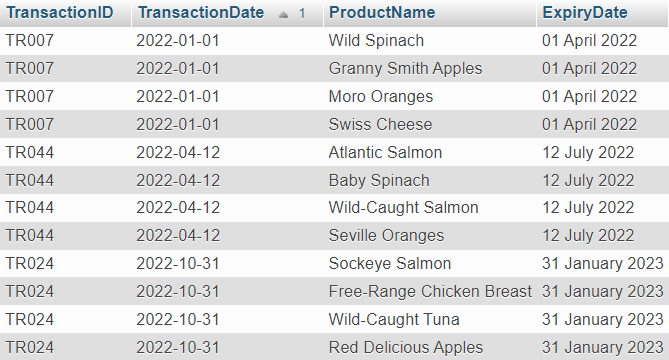 TransactionID TransactionDate 1 ProductName ExpiryDate
TR007 2022-01-01 Wild Spinach 01 April 2022
TR007 2022-01-01 Granny Smith Apples 01 April 2022
TR007 2022-01-01 Moro Oranges 01 April 2022
TR007 2022-01-01 Swiss Cheese 01 April 2022
TR044 2022-04-12 Atlantic Salmon 12 July 2022
TR044 2022-04-12 Baby Spinach 12 July 2022
TR044 2022-04-12 Wild-Caught Salmon 12 July 2022
TR044 2022-04-12 Seville Oranges 12 July 2022
TR024 2022-10-31 Sockeye Salmon 31 January 2023
TR024 2022-10-31 Free-Range Chicken Breast 31 January 2023
TR024 2022-10-31 Wild-Caught Tuna 31 January 2023
TR024 2022-10-31 Red Delicious Apples 31 January 2023